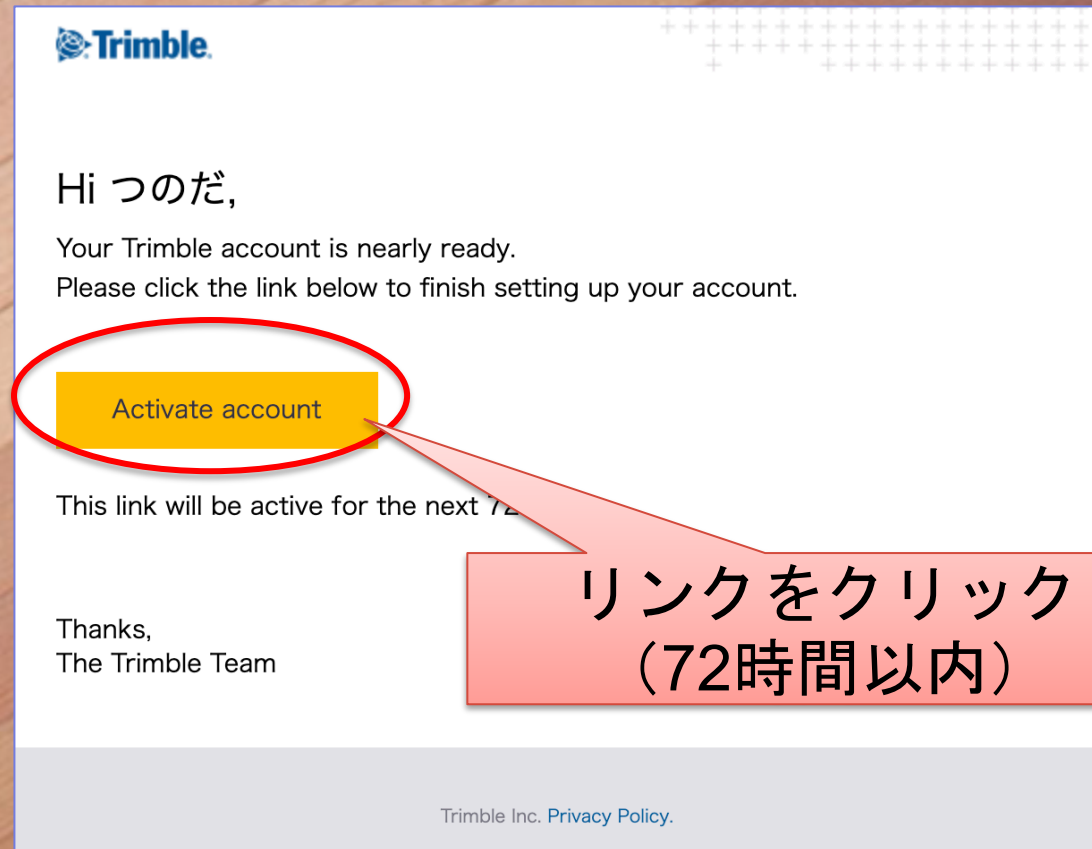 Trimble.
Hi つのだ,
Your Trimble account is nearly ready.
Please click the link below to finish setting up your account.
Activate account
This link will be active for the next 72
リンクをクリック
（72時間以内）
Thanks,
The Trimble Team
Trimble Inc. Privacy Policy.